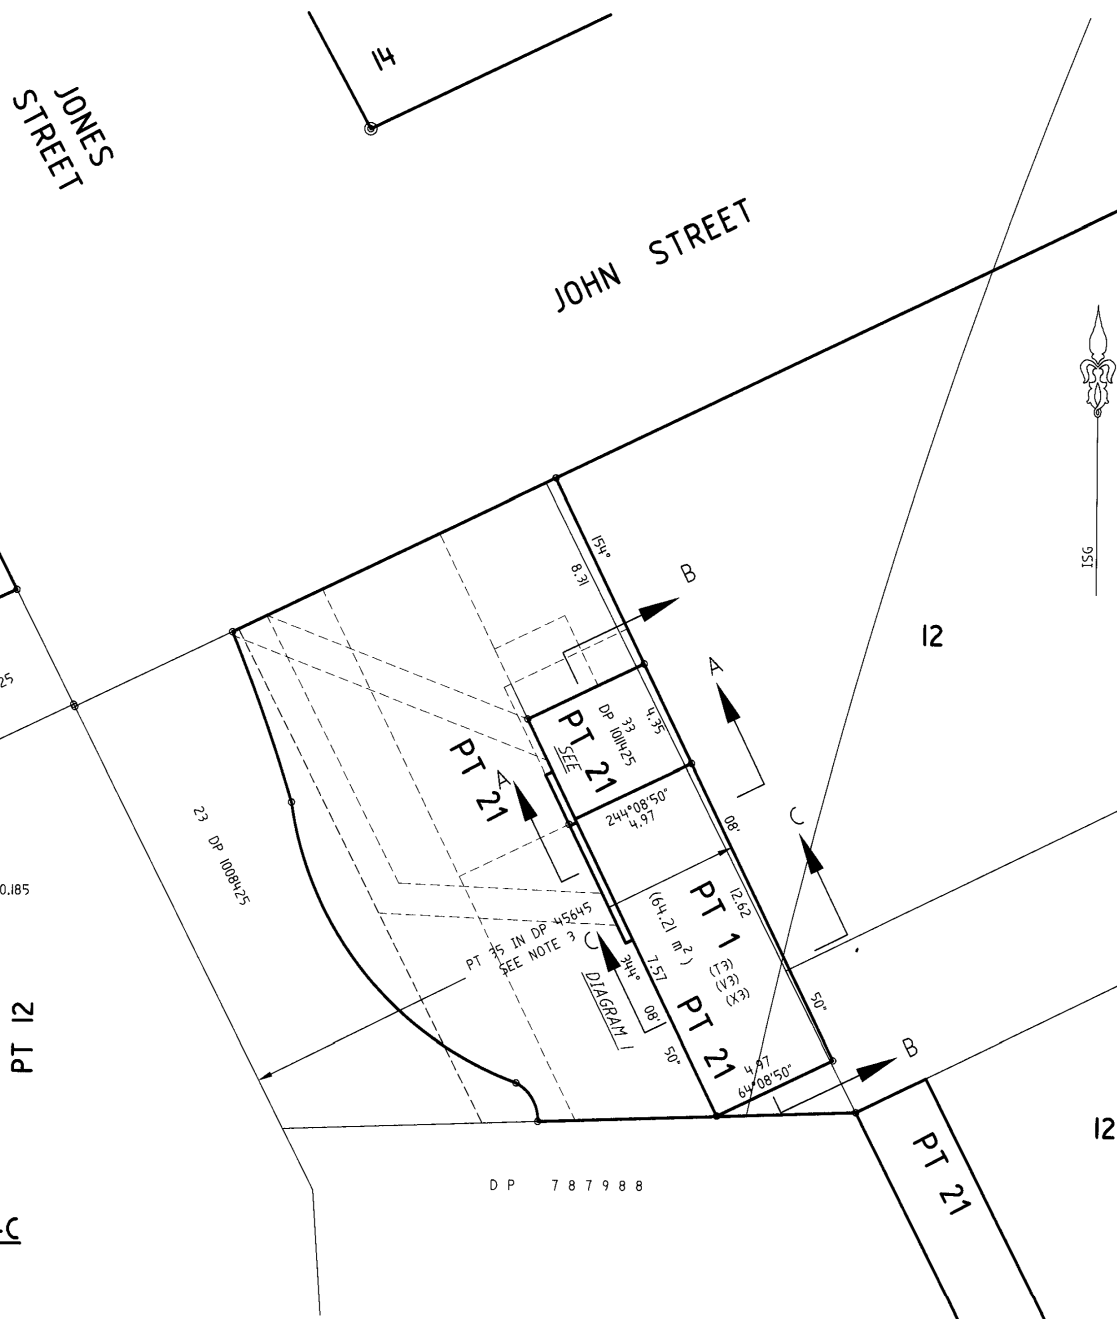 14
JONES
STREET
JOHN STREET
ISG
154°
8.31
B
12
A
25
33
DP 1011425
4.35
PT 21
SEE
PT 21
A
244°08'50"
4.97
08'
C
23 DP 1008425
0.185
PT 1
(64.21 m²)
12.62
(T3)
(V3)
(X3)
PT 35 IN DP 45645
SEE NOTE 3
C
344°
7.57
08'
50"
DIAGRAM 1
PT 21
50"
PT 12
4.97
64°08'50"
B
12
PT 21
DP 787988
-C